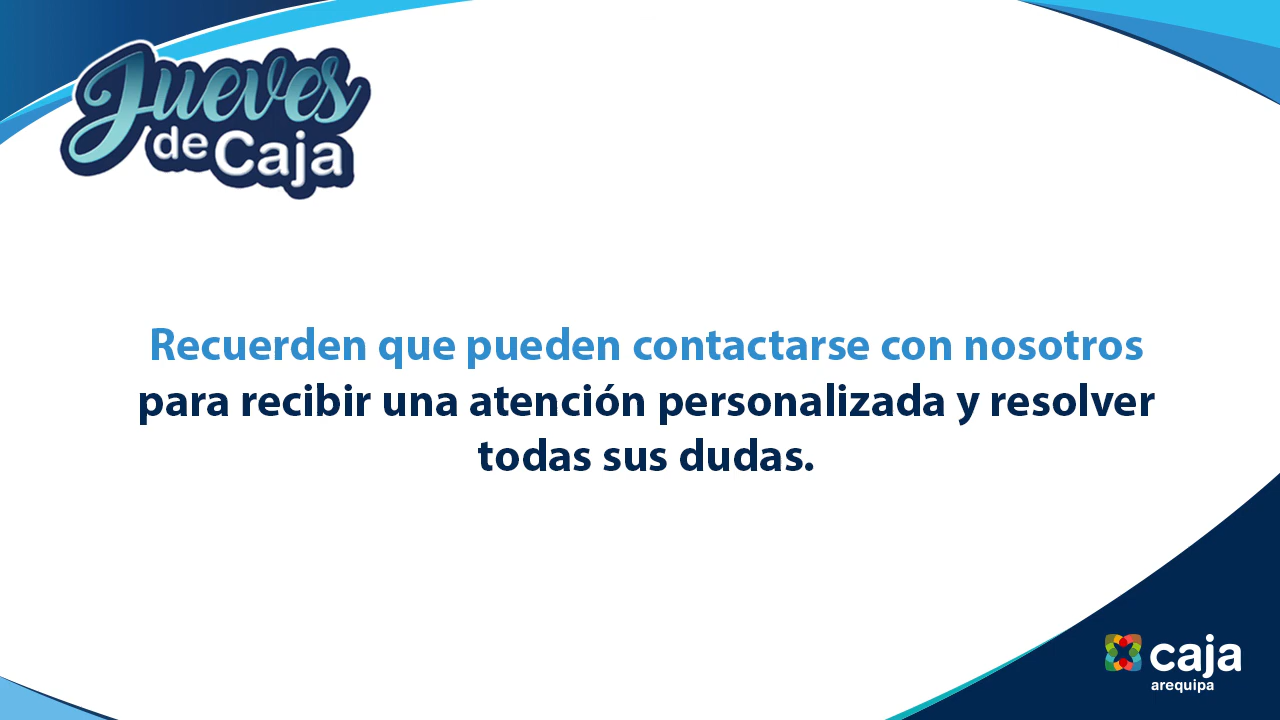 Jueves
de Caja
Recuerden que pueden contactarse con nosotros
para recibir una atención personalizada y resolver
todas sus dudas.
caja
arequipa